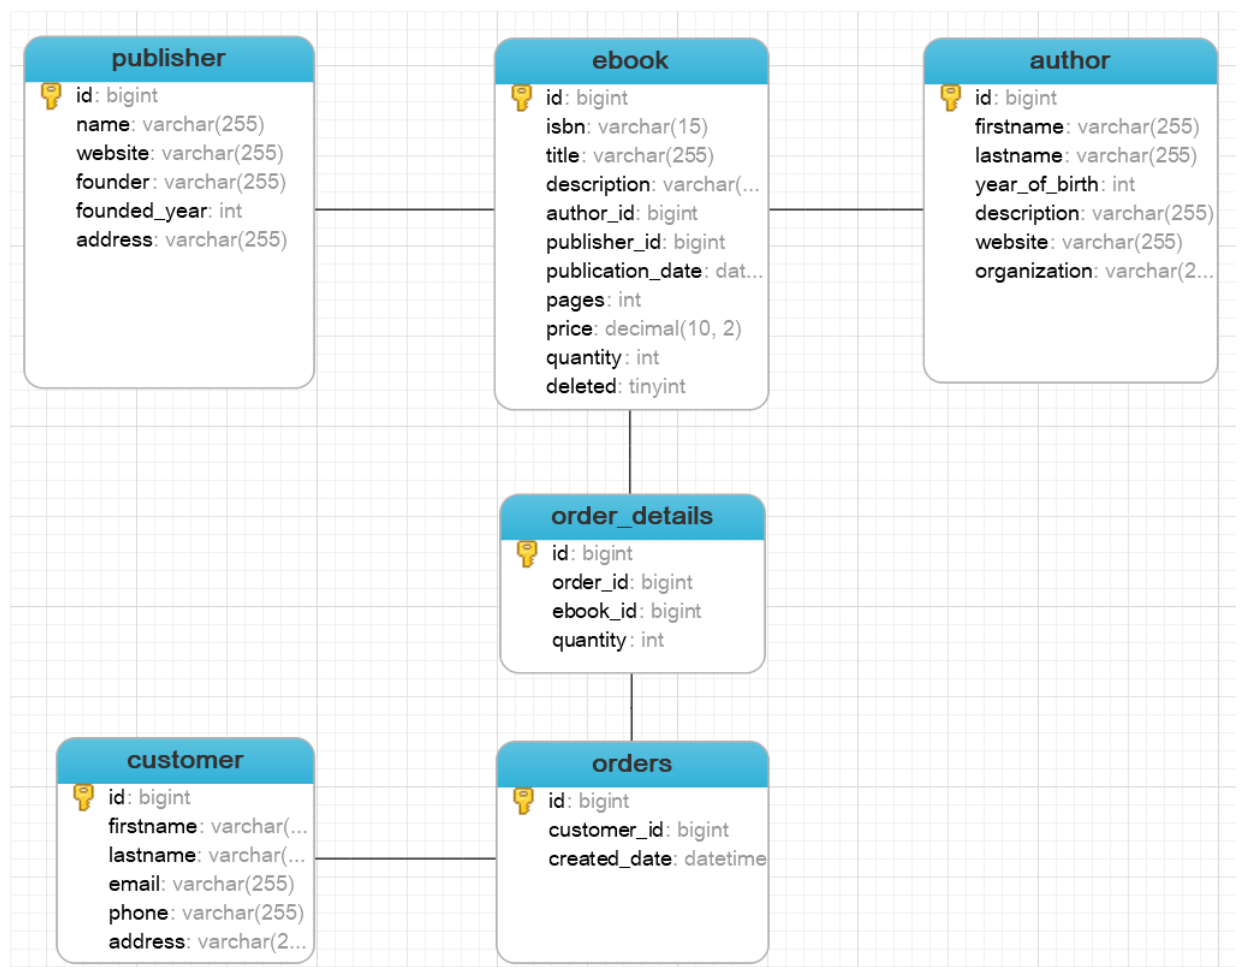 publisher
id: bigint
name: varchar(255)
website: varchar(255)
founder: varchar(255)
founded_year: int
address: varchar(255)
ebook
id: bigint
isbn: varchar(15)
title: varchar(255)
description: varchar(...
author_id: bigint
publisher_id: bigint
publication_date: dat...
pages: int
price: decimal(10, 2)
quantity: int
deleted: tinyint
author
id: bigint
firstname: varchar(255)
lastname: varchar(255)
year_of_birth: int
description: varchar(255)
website: varchar(255)
organization: varchar(2...
order_details
id: bigint
order_id: bigint
ebook_id: bigint
quantity: int
customer
id: bigint
firstname: varchar(...
lastname: varchar(...
email: varchar(255)
phone: varchar(255)
address: varchar(2...
orders
id: bigint
customer_id: bigint
created_date: datetime